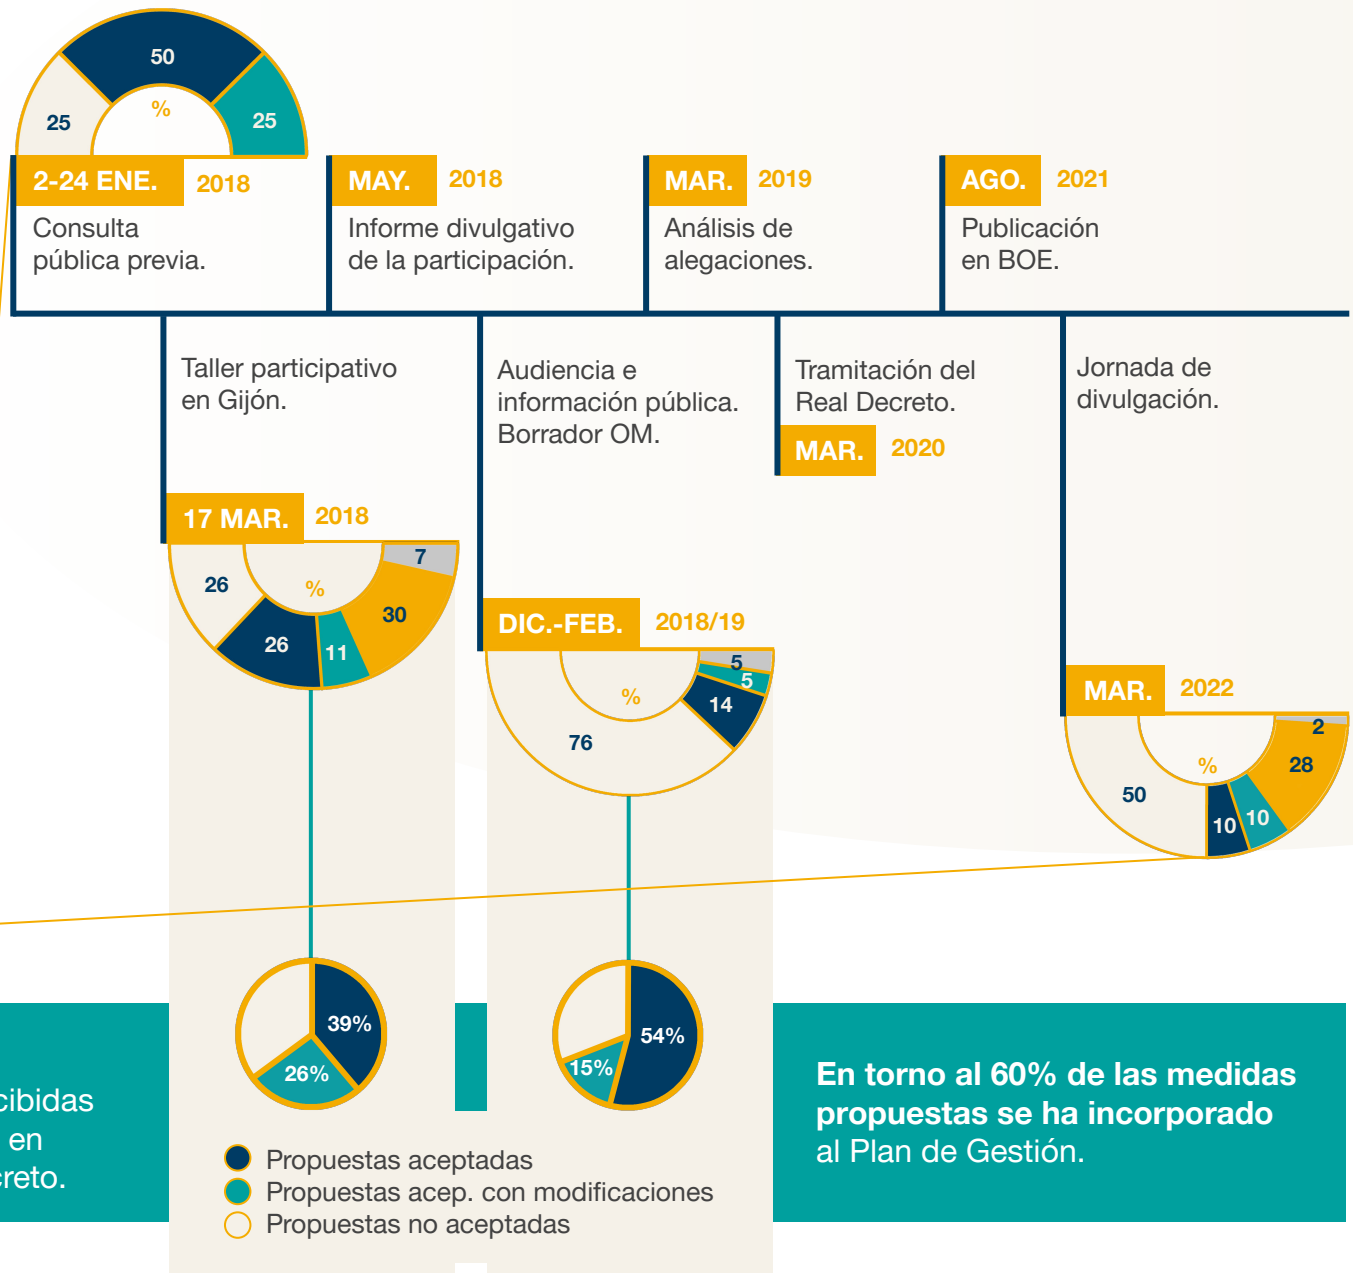 50
25
%
25
2-24 ENE. 2018
Consulta
pública previa.
MAY. 2018
Informe divulgativo
de la participación.
MAR. 2019
Análisis de
alegaciones.
AGO. 2021
Publicación
en BOE.
Taller participativo
en Gijón.
17 MAR. 2018
26
26
11
30
7
%
Audiencia e
información pública.
Borrador OM.
DIC.-FEB. 2018/19
76
14
5
5
%
Tramitación del
Real Decreto.
MAR. 2020
Jornada de
divulgación.
MAR. 2022
50
10
10
28
2
%
39%
26%
54%
15%
cibidas
en
creto.
En torno al 60% de las medidas
propuestas se ha incorporado
al Plan de Gestión.
Propuestas aceptadas
Propuestas acep. con modificaciones
Propuestas no aceptadas